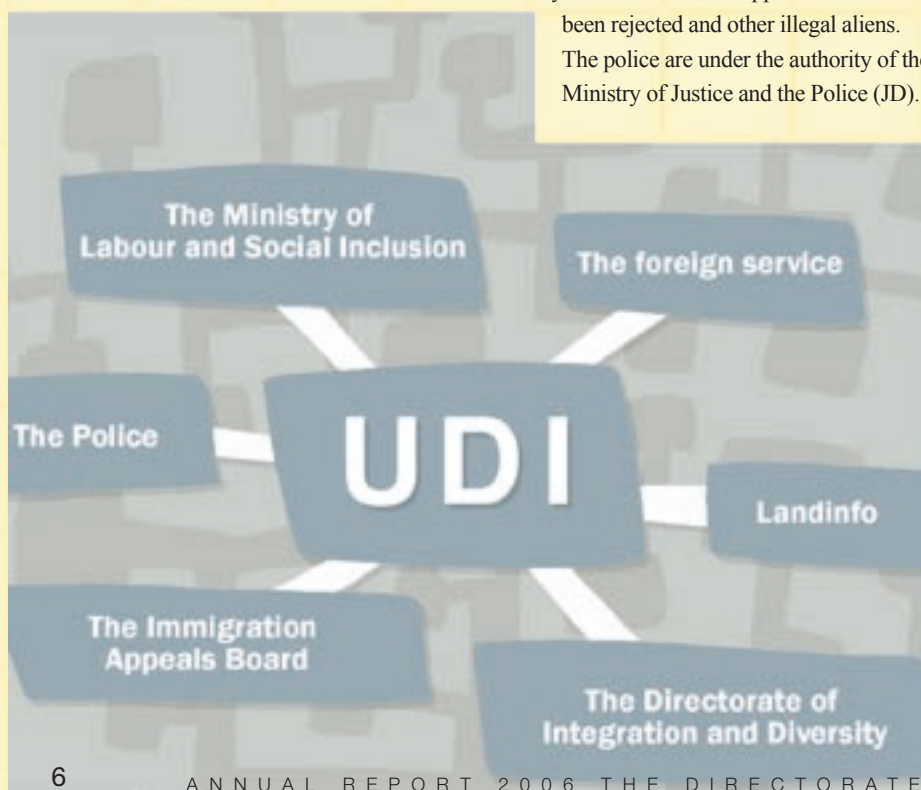 been rejected and other illegal aliens.
The police are under the authority of the
Ministry of Justice and the Police (JD).
The Ministry of
Labour and Social Inclusion
The foreign service
The Police
UDI
Landinfo
The Immigration
Appeals Board
The Directorate of
Integration and Diversity
6
ANNUAL REPORT 2006 THE DIRECTORATE